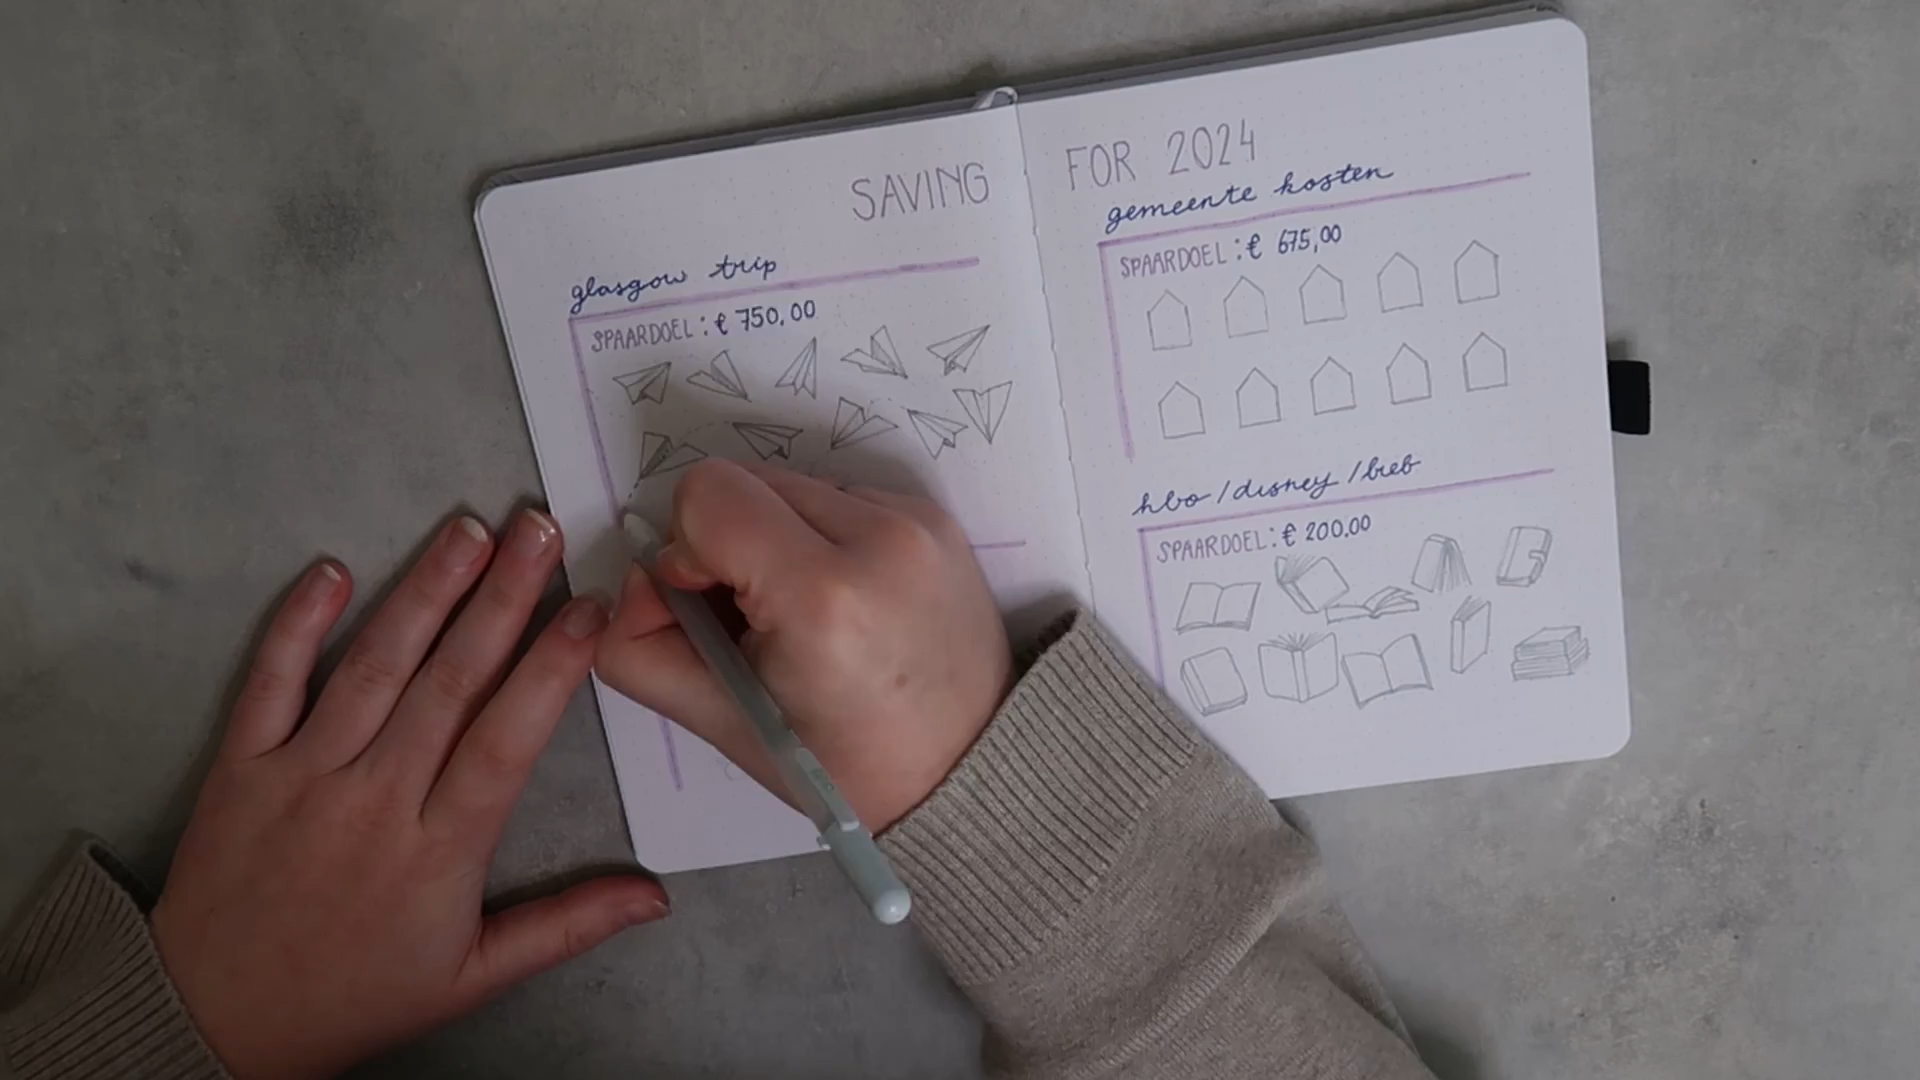 SAVING FOR 2024
glasgow trip
SPAARDOEL : € 750,00
gemeente kosten
SPAARDOEL : € 675,00
hbo / disney / bieb
SPAARDOEL : € 200.00